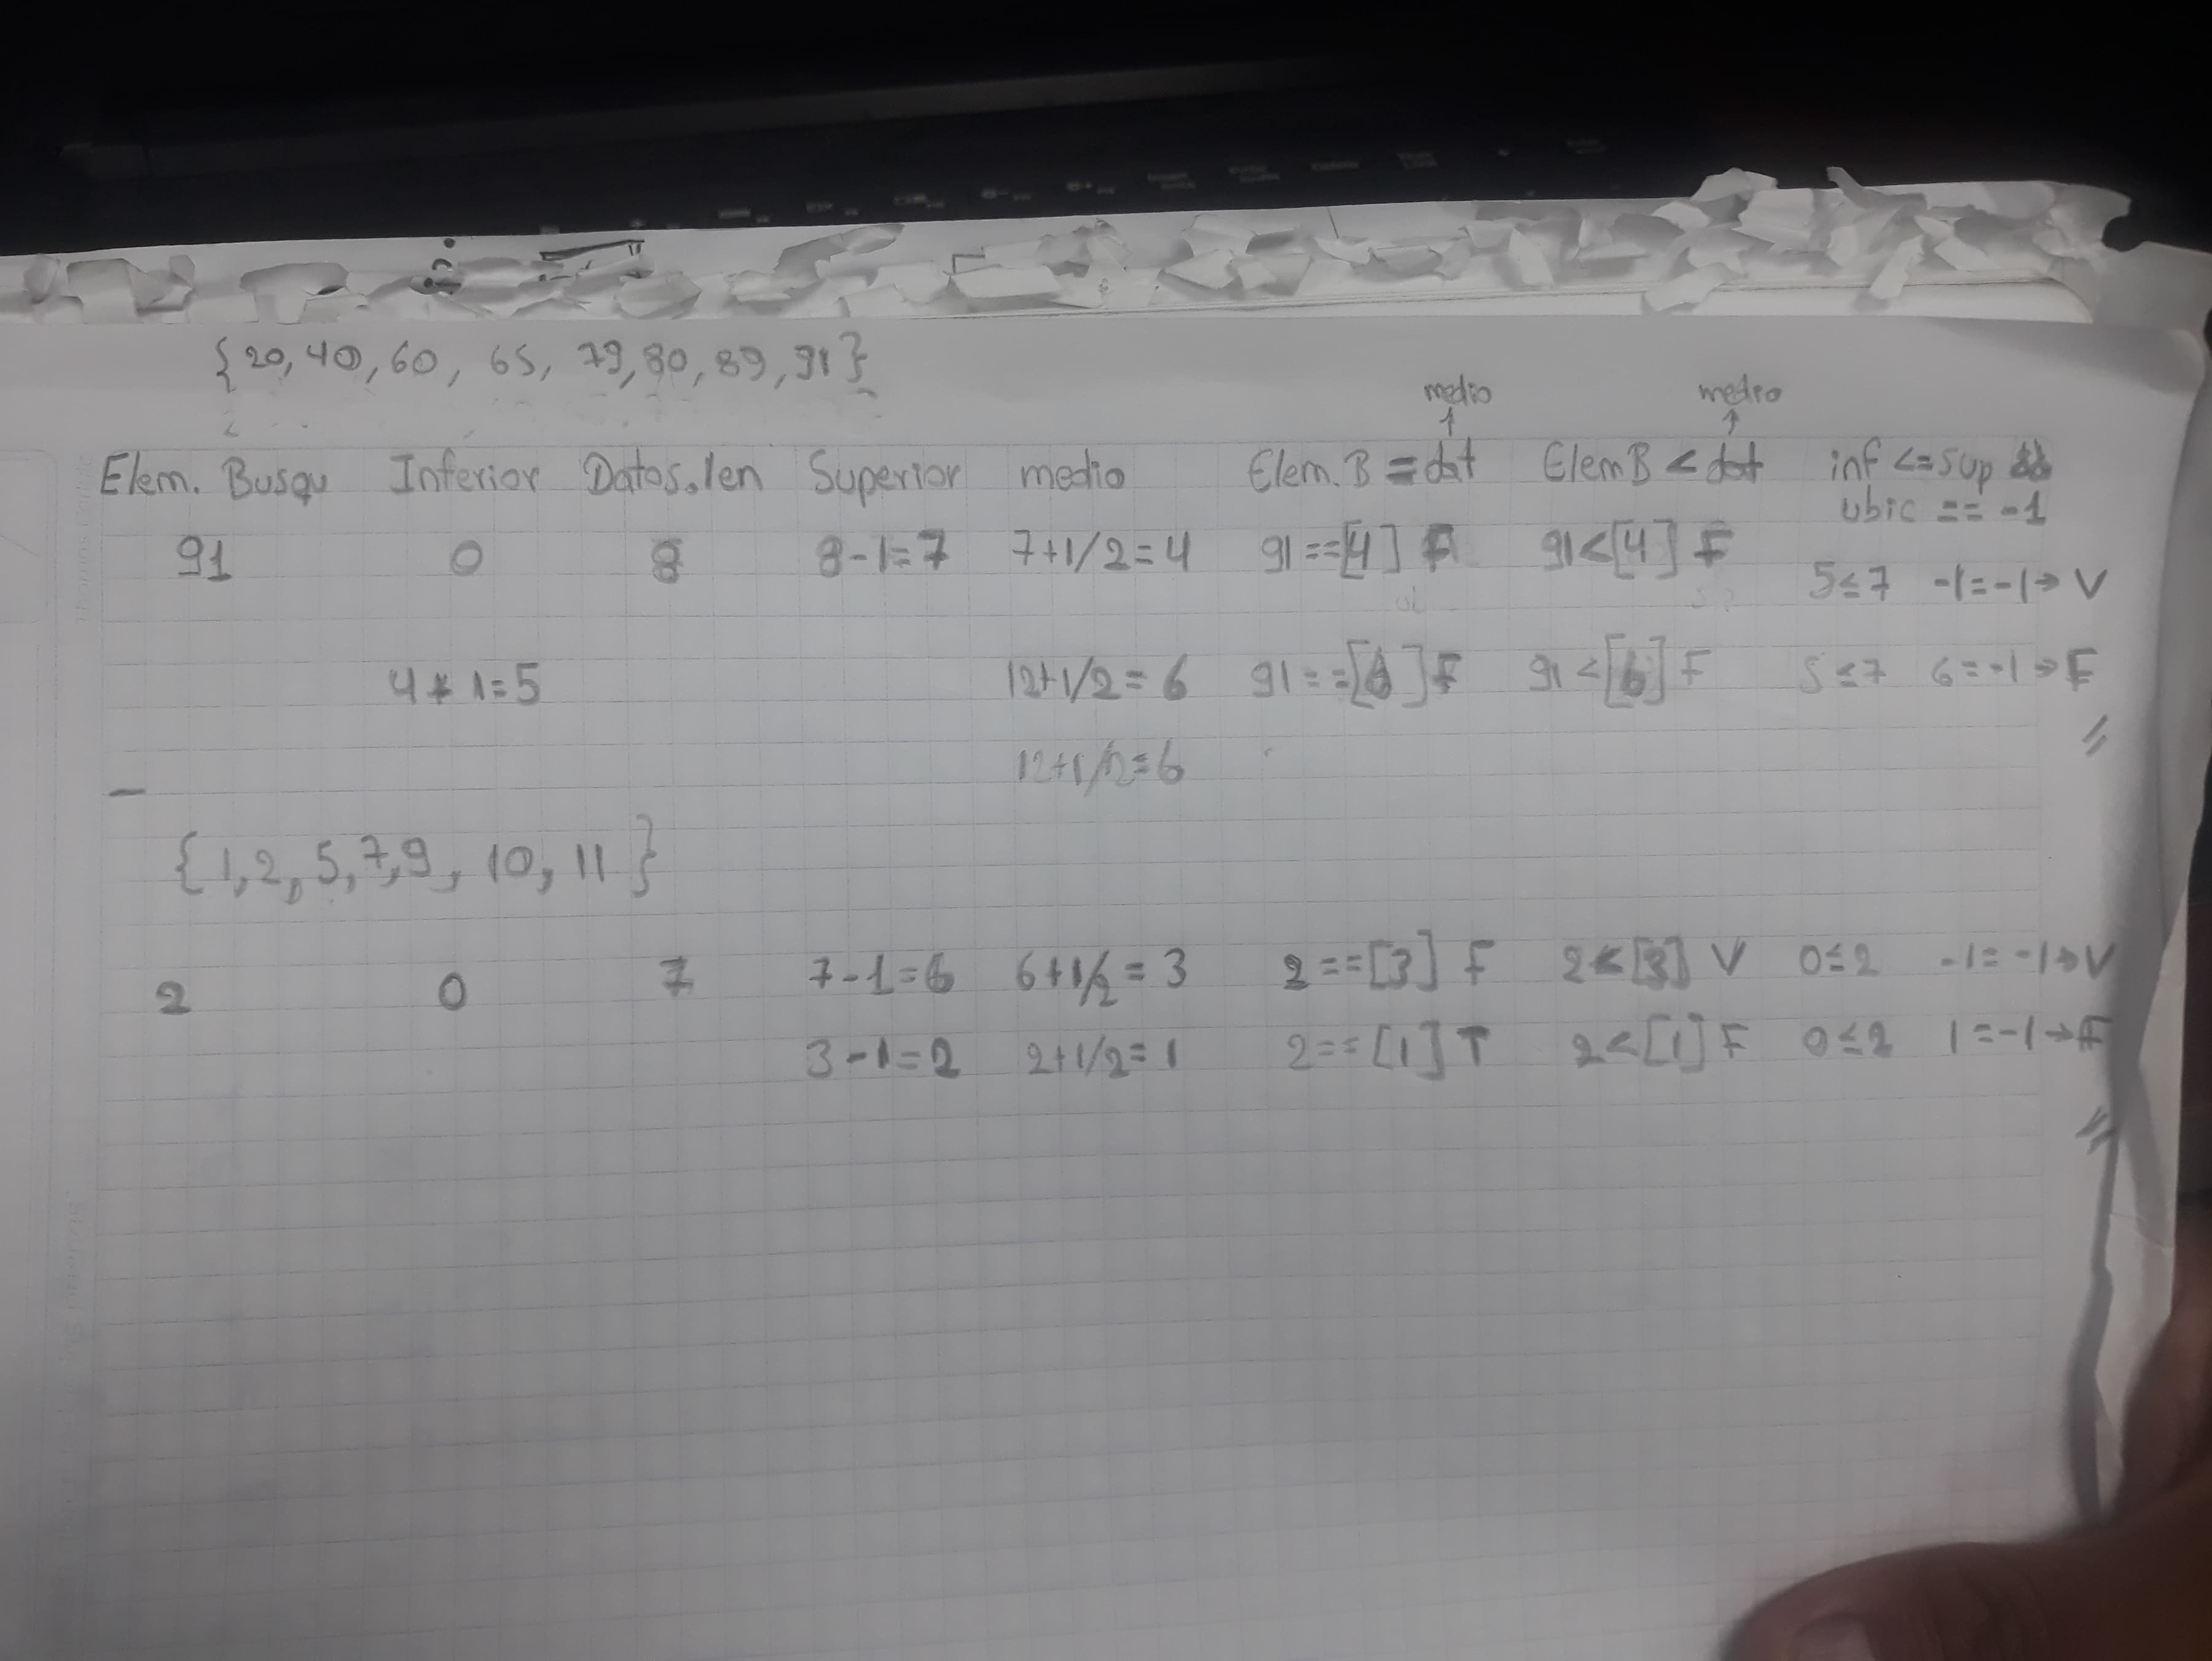 {20, 40, 60, 65, 79, 80, 89, 91}
medio medio
↑ ↑
Elem. Busqu Inferior Datos.len Superior medio Elem. B = dat Elem B < dat inf <= sup &&
ubic == -1
91 0 8 8-1=7 7+1/2=4 91==[4] F 91<[4] F
5≤7 -1=-1→V
4+1=5 12+1/2=6 91==[6] F 91<[6] F 5≤7 6=-1→F
12+1/2=6
{1,2,5,7,9, 10, 11}
2 0 7 7-1=6 6+1/2=3 2==[3] F 2<[3] V 0≤2 -1=-1→V
3-1=2 2+1/2=1 2==[1] T 2<[1] F 0≤2 1=-1→F